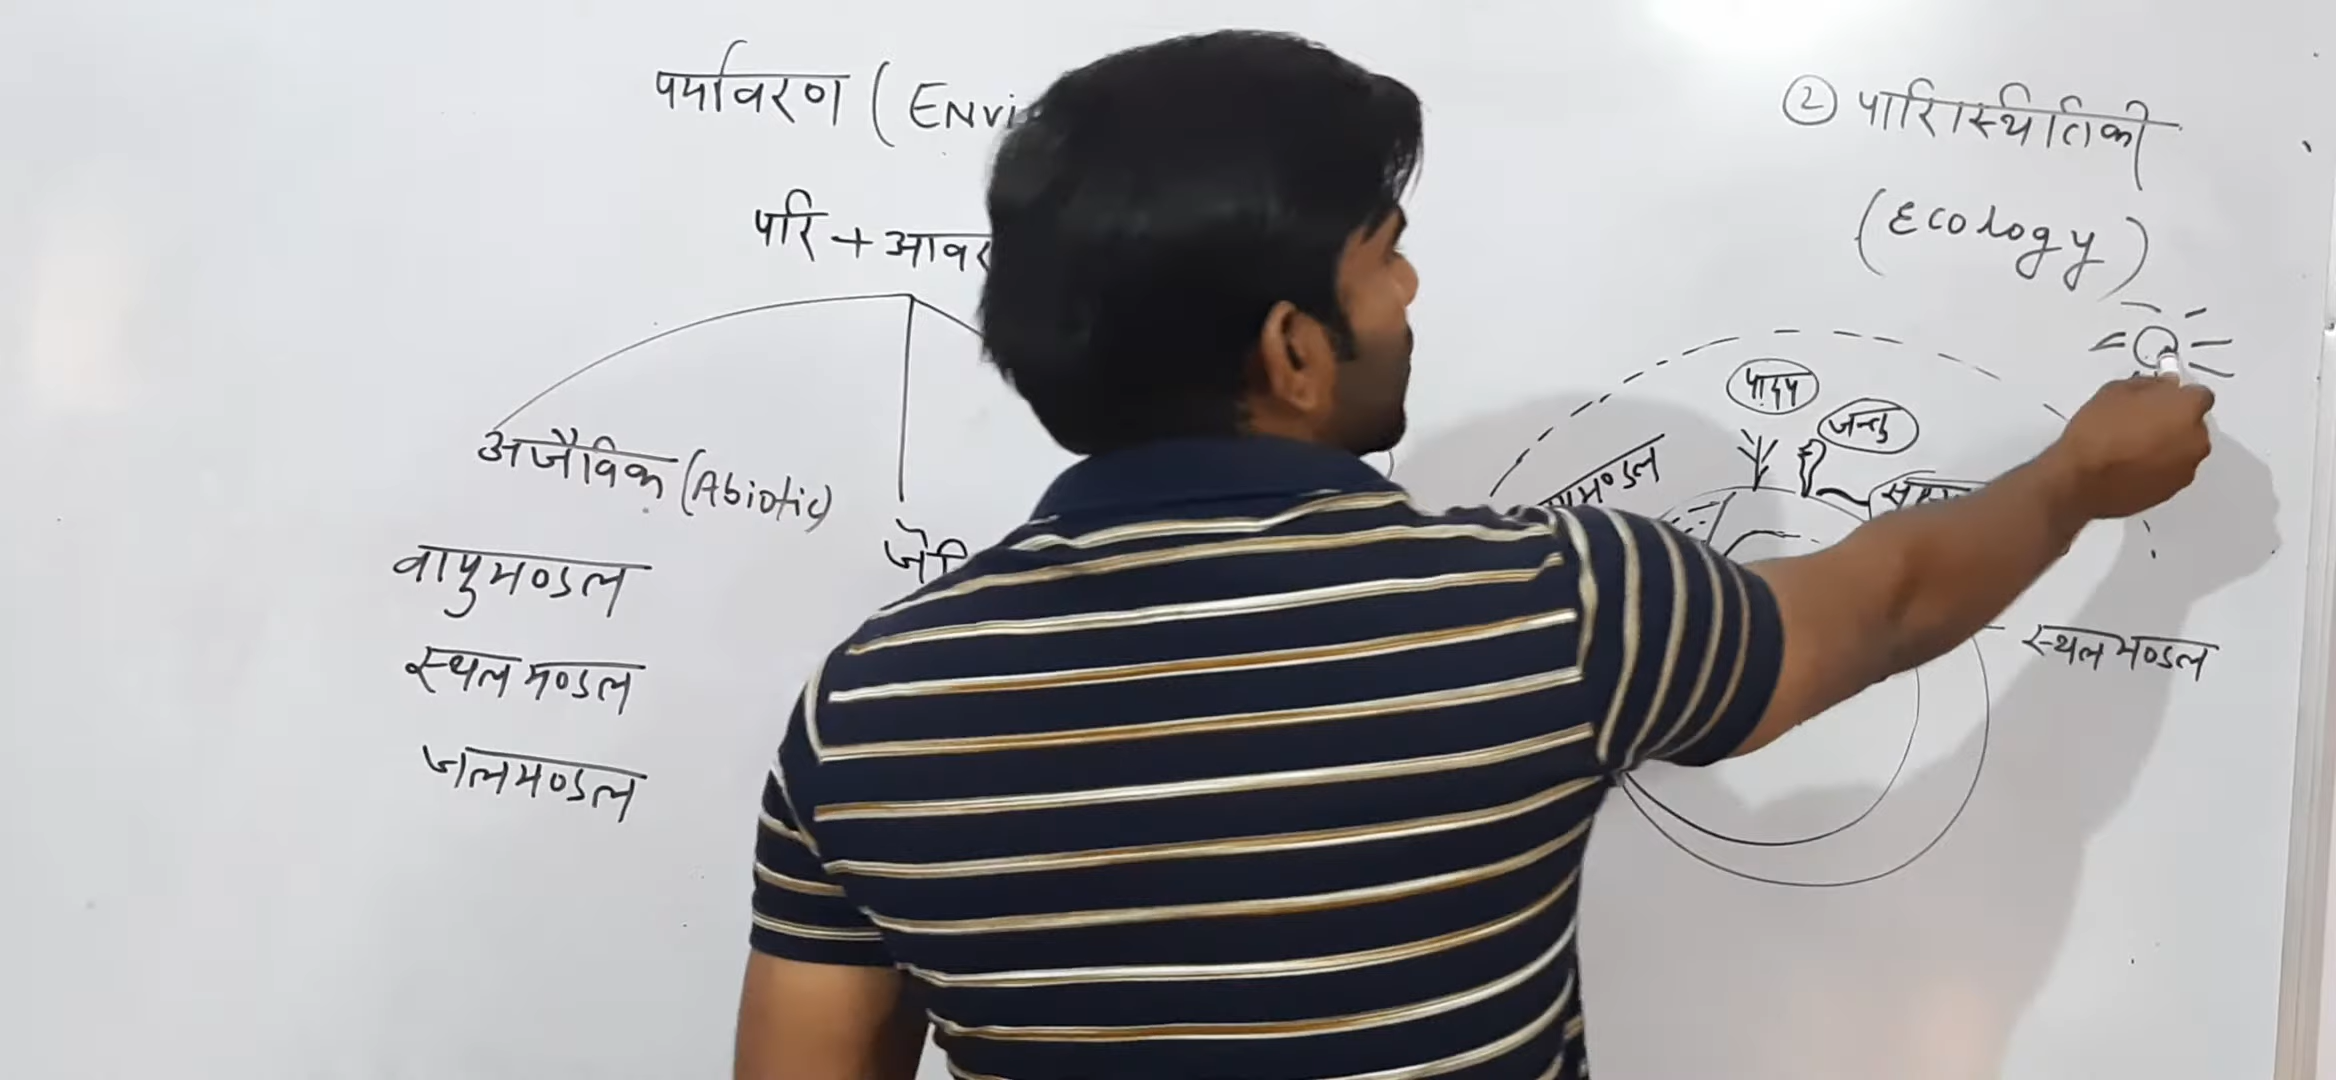 पर्यावरण (Envi
परि + आवर
अजैविक (Abiotic)
वायुमण्डल
स्थलमण्डल
जलमण्डल
जैवि
② पारिस्थितिकी
(Ecology)
पादप
जन्तु
स्थलमण्डल